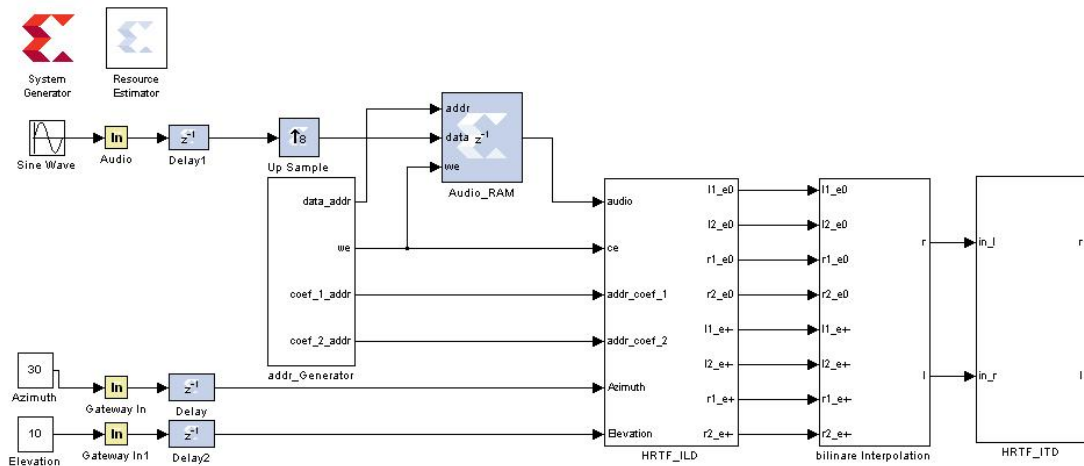 System
Generator
Resource
Estimator
Sine Wave
In
Audio
z⁻¹
Delay1
↑8
Up Sample
addr
data
z⁻¹
we
Audio_RAM
data_addr
we
coef_1_addr
coef_2_addr
addr_Generator
30
Azimuth
In
Gateway In
z⁻¹
Delay
10
Elevation
In
Gateway In1
z⁻¹
Delay2
audio
ce
addr_coef_1
addr_coef_2
Azimuth
Elevation
l1_e0
l2_e0
r1_e0
r2_e0
l1_e+
l2_e+
r1_e+
r2_e+
HRTF_ILD
l1_e0
l2_e0
r1_e0
r2_e0
l1_e+
l2_e+
r1_e+
r2_e+
r
l
bilinare Interpolation
in_l
in_r
r
l
HRTF_ITD